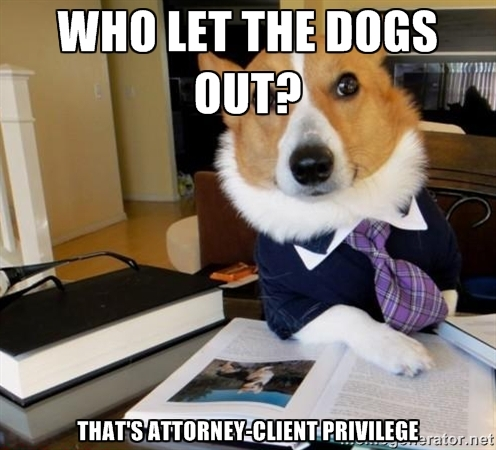 WHO LET THE DOGS
OUT?
THAT'S ATTORNEY-CLIENT PRIVILEGE